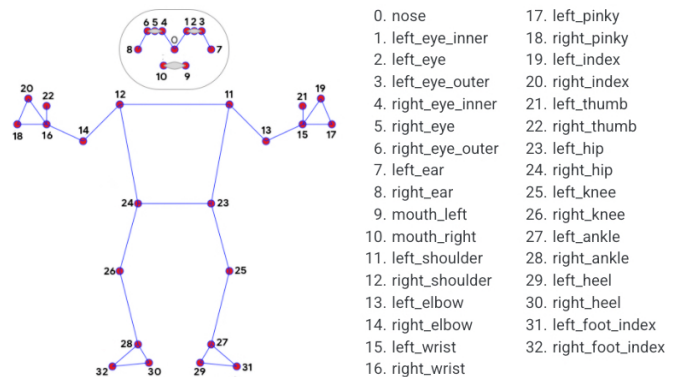 6 5 4 1 2 3
0
8 7
10 9
20 22 12 11 21 19
18 16 14 13 15 17
24 23
26 25
28 27
32 30 29 31
0. nose
1. left_eye_inner
2. left_eye
3. left_eye_outer
4. right_eye_inner
5. right_eye
6. right_eye_outer
7. left_ear
8. right_ear
9. mouth_left
10. mouth_right
11. left_shoulder
12. right_shoulder
13. left_elbow
14. right_elbow
15. left_wrist
16. right_wrist
17. left_pinky
18. right_pinky
19. left_index
20. right_index
21. left_thumb
22. right_thumb
23. left_hip
24. right_hip
25. left_knee
26. right_knee
27. left_ankle
28. right_ankle
29. left_heel
30. right_heel
31. left_foot_index
32. right_foot_index